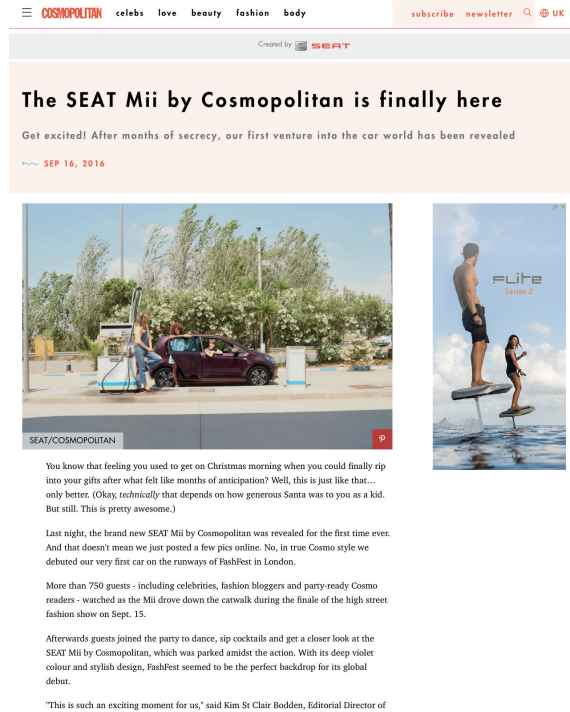 COSMOPOLITAN celebs love beauty fashion body subscribe newsletter UK
Created by SEAT
The SEAT Mii by Cosmopolitan is finally here
Get excited! After months of secrecy, our first venture into the car world has been revealed
SEP 16, 2016
FLITE
Series 2
SEAT/COSMOPOLITAN
You know that feeling you used to get on Christmas morning when you could finally rip
into your gifts after what felt like months of anticipation? Well, this is just like that…
only better. (Okay, technically that depends on how generous Santa was to you as a kid.
But still. This is pretty awesome.)
Last night, the brand new SEAT Mii by Cosmopolitan was revealed for the first time ever.
And that doesn't mean we just posted a few pics online. No, in true Cosmo style we
debuted our very first car on the runways of FashFest in London.
More than 750 guests - including celebrities, fashion bloggers and party-ready Cosmo
readers - watched as the Mii drove down the catwalk during the finale of the high street
fashion show on Sept. 15.
Afterwards guests joined the party to dance, sip cocktails and get a closer look at the
SEAT Mii by Cosmopolitan, which was parked amidst the action. With its deep violet
colour and stylish design, FashFest seemed to be the perfect backdrop for its global
debut.
"This is such an exciting moment for us," said Kim St Clair Bodden, Editorial Director of